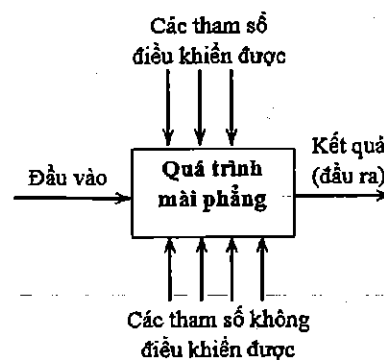 Các tham số
điều khiển được
Đầu vào
Quá trình
mài phẳng
Kết quả
(đầu ra)
Các tham số không
điều khiển được